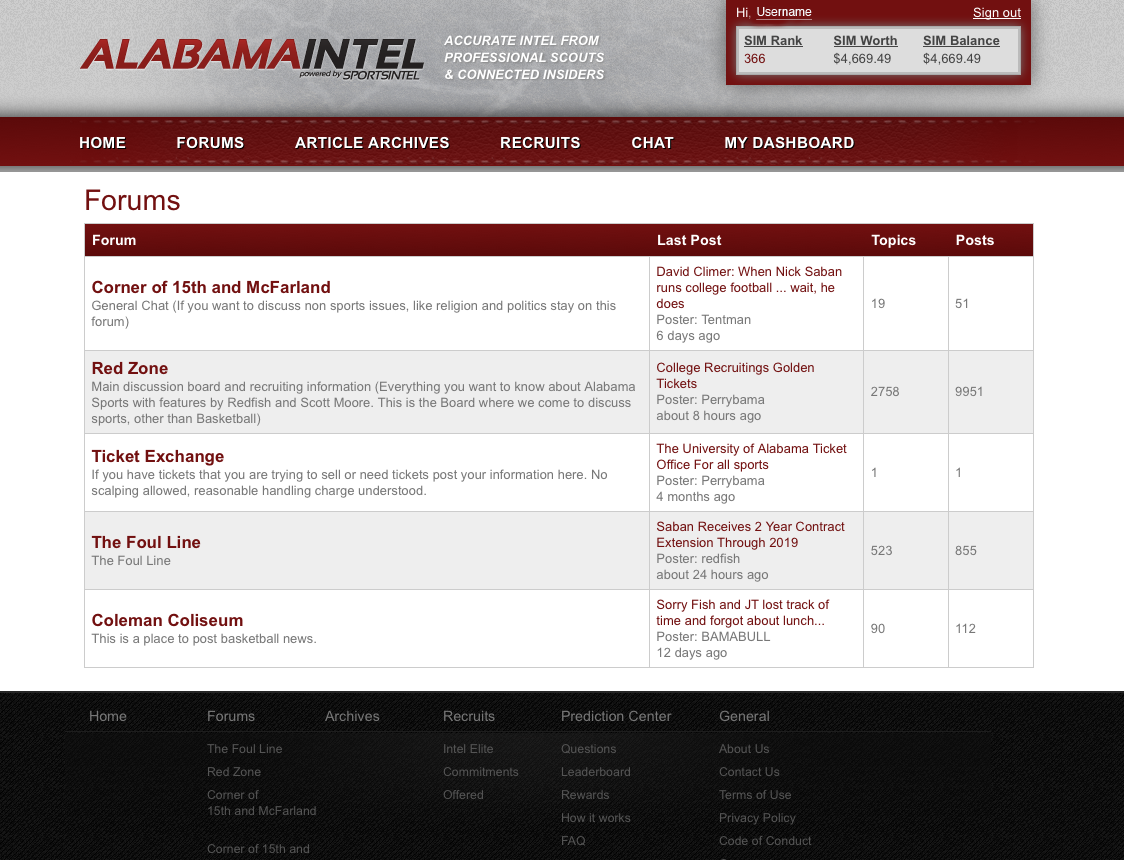 Hi, Username
Sign out
SIM Rank SIM Worth SIM Balance
366 $4,669.49 $4,669.49
ALABAMAINTEL
powered by SPORTSINTEL
ACCURATE INTEL FROM
PROFESSIONAL SCOUTS
& CONNECTED INSIDERS
HOME FORUMS ARTICLE ARCHIVES RECRUITS CHAT MY DASHBOARD
Forums
Forum Last Post Topics Posts
Corner of 15th and McFarland
General Chat (If you want to discuss non sports issues, like religion and politics stay on this
forum)
David Climer: When Nick Saban
runs college football ... wait, he
does
Poster: Tentman
6 days ago
19
51
Red Zone
Main discussion board and recruiting information (Everything you want to know about Alabama
Sports with features by Redfish and Scott Moore. This is the Board where we come to discuss
sports, other than Basketball)
College Recruitings Golden
Tickets
Poster: Perrybama
about 8 hours ago
2758
9951
Ticket Exchange
If you have tickets that you are trying to sell or need tickets post your information here. No
scalping allowed, reasonable handling charge understood.
The University of Alabama Ticket
Office For all sports
Poster: Perrybama
4 months ago
1
1
The Foul Line
The Foul Line
Saban Receives 2 Year Contract
Extension Through 2019
Poster: redfish
about 24 hours ago
523
855
Coleman Coliseum
This is a place to post basketball news.
Sorry Fish and JT lost track of
time and forgot about lunch...
Poster: BAMABULL
12 days ago
90
112
Home
Forums
The Foul Line
Red Zone
Corner of
15th and McFarland
Corner of 15th and
Archives
Recruits
Intel Elite
Commitments
Offered
Prediction Center
Questions
Leaderboard
Rewards
How it works
FAQ
General
About Us
Contact Us
Terms of Use
Privacy Policy
Code of Conduct